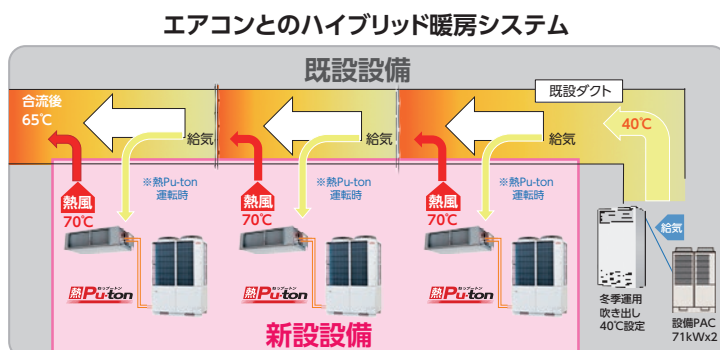 エアコンとのハイブリッド暖房システム
既設設備
既設ダクト
合流後
65℃
給気
給気
給気
40℃
※熱Pu-ton
運転時
※熱Pu-ton
運転時
※熱Pu-ton
運転時
熱風
70℃
熱風
70℃
熱風
70℃
給気
熱Pu-ton
熱Pu-ton
熱Pu-ton
冬季運用
吹き出し
40℃設定
設備PAC
71kWx2
新設設備